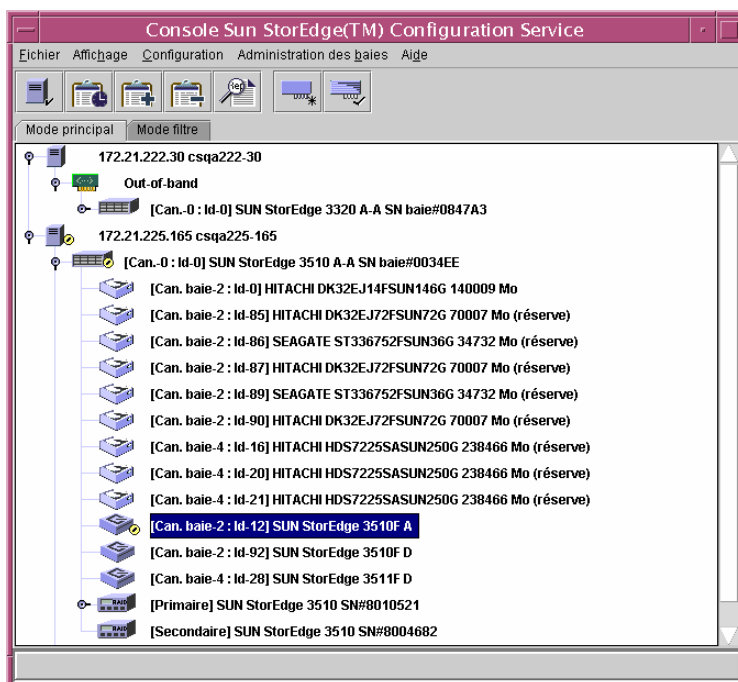 Console Sun StorEdge(TM) Configuration Service
Fichier Affichage Configuration Administration des baies Aide
Mode principal Mode filtre
172.21.222.30 csqa222-30
Out-of-band
[Can.-0 : Id-0] SUN StorEdge 3320 A-A SN baie#0847A3
172.21.225.165 csqa225-165
[Can.-0 : Id-0] SUN StorEdge 3510 A-A SN baie#0034EE
[Can. baie-2 : Id-0] HITACHI DK32EJ14FSUN146G 140009 Mo
[Can. baie-2 : Id-85] HITACHI DK32EJ72FSUN72G 70007 Mo (réserve)
[Can. baie-2 : Id-86] SEAGATE ST336752FSUN36G 34732 Mo (réserve)
[Can. baie-2 : Id-87] HITACHI DK32EJ72FSUN72G 70007 Mo (réserve)
[Can. baie-2 : Id-89] SEAGATE ST336752FSUN36G 34732 Mo (réserve)
[Can. baie-2 : Id-90] HITACHI DK32EJ72FSUN72G 70007 Mo (réserve)
[Can. baie-4 : Id-16] HITACHI HDS7225SASUN250G 238466 Mo (réserve)
[Can. baie-4 : Id-20] HITACHI HDS7225SASUN250G 238466 Mo (réserve)
[Can. baie-4 : Id-21] HITACHI HDS7225SASUN250G 238466 Mo (réserve)
[Can. baie-2 : Id-12] SUN StorEdge 3510F A
[Can. baie-2 : Id-92] SUN StorEdge 3510F D
[Can. baie-4 : Id-28] SUN StorEdge 3511F D
[Primaire] SUN StorEdge 3510 SN#8010521
[Secondaire] SUN StorEdge 3510 SN#8004682